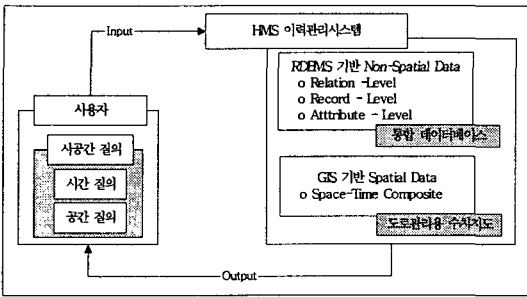 Input
HMS 이력관리시스템
RDBMS 기반 Non-Spatial Data
o Relation -Level
o Record - Level
o Atttribute - Level
통합 데이터베이스
GIS 기반 Spatial Data
o Space-Time Composite
도로관리용 수치지도
사용자
시공간 질의
시간 질의
공간 질의
Output